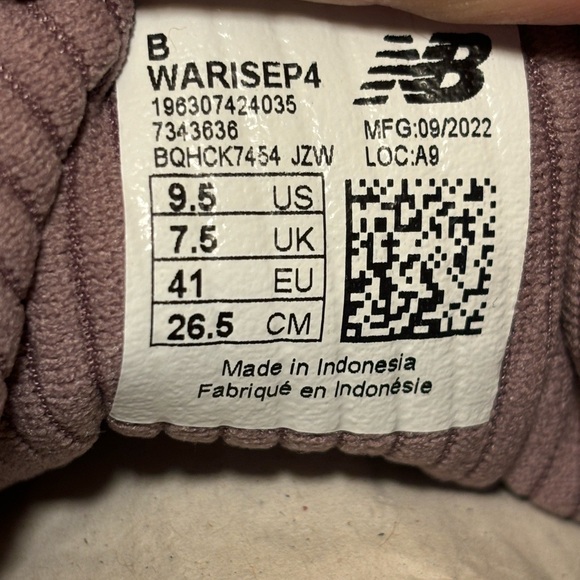 B
WARISEP4
196307424035
7343636
BQHCK7454 JZW
NB
MFG:09/2022
LOC:A9
9.5 US
7.5 UK
41 EU
26.5 CM
Made in Indonesia
Fabriqué en Indonésie